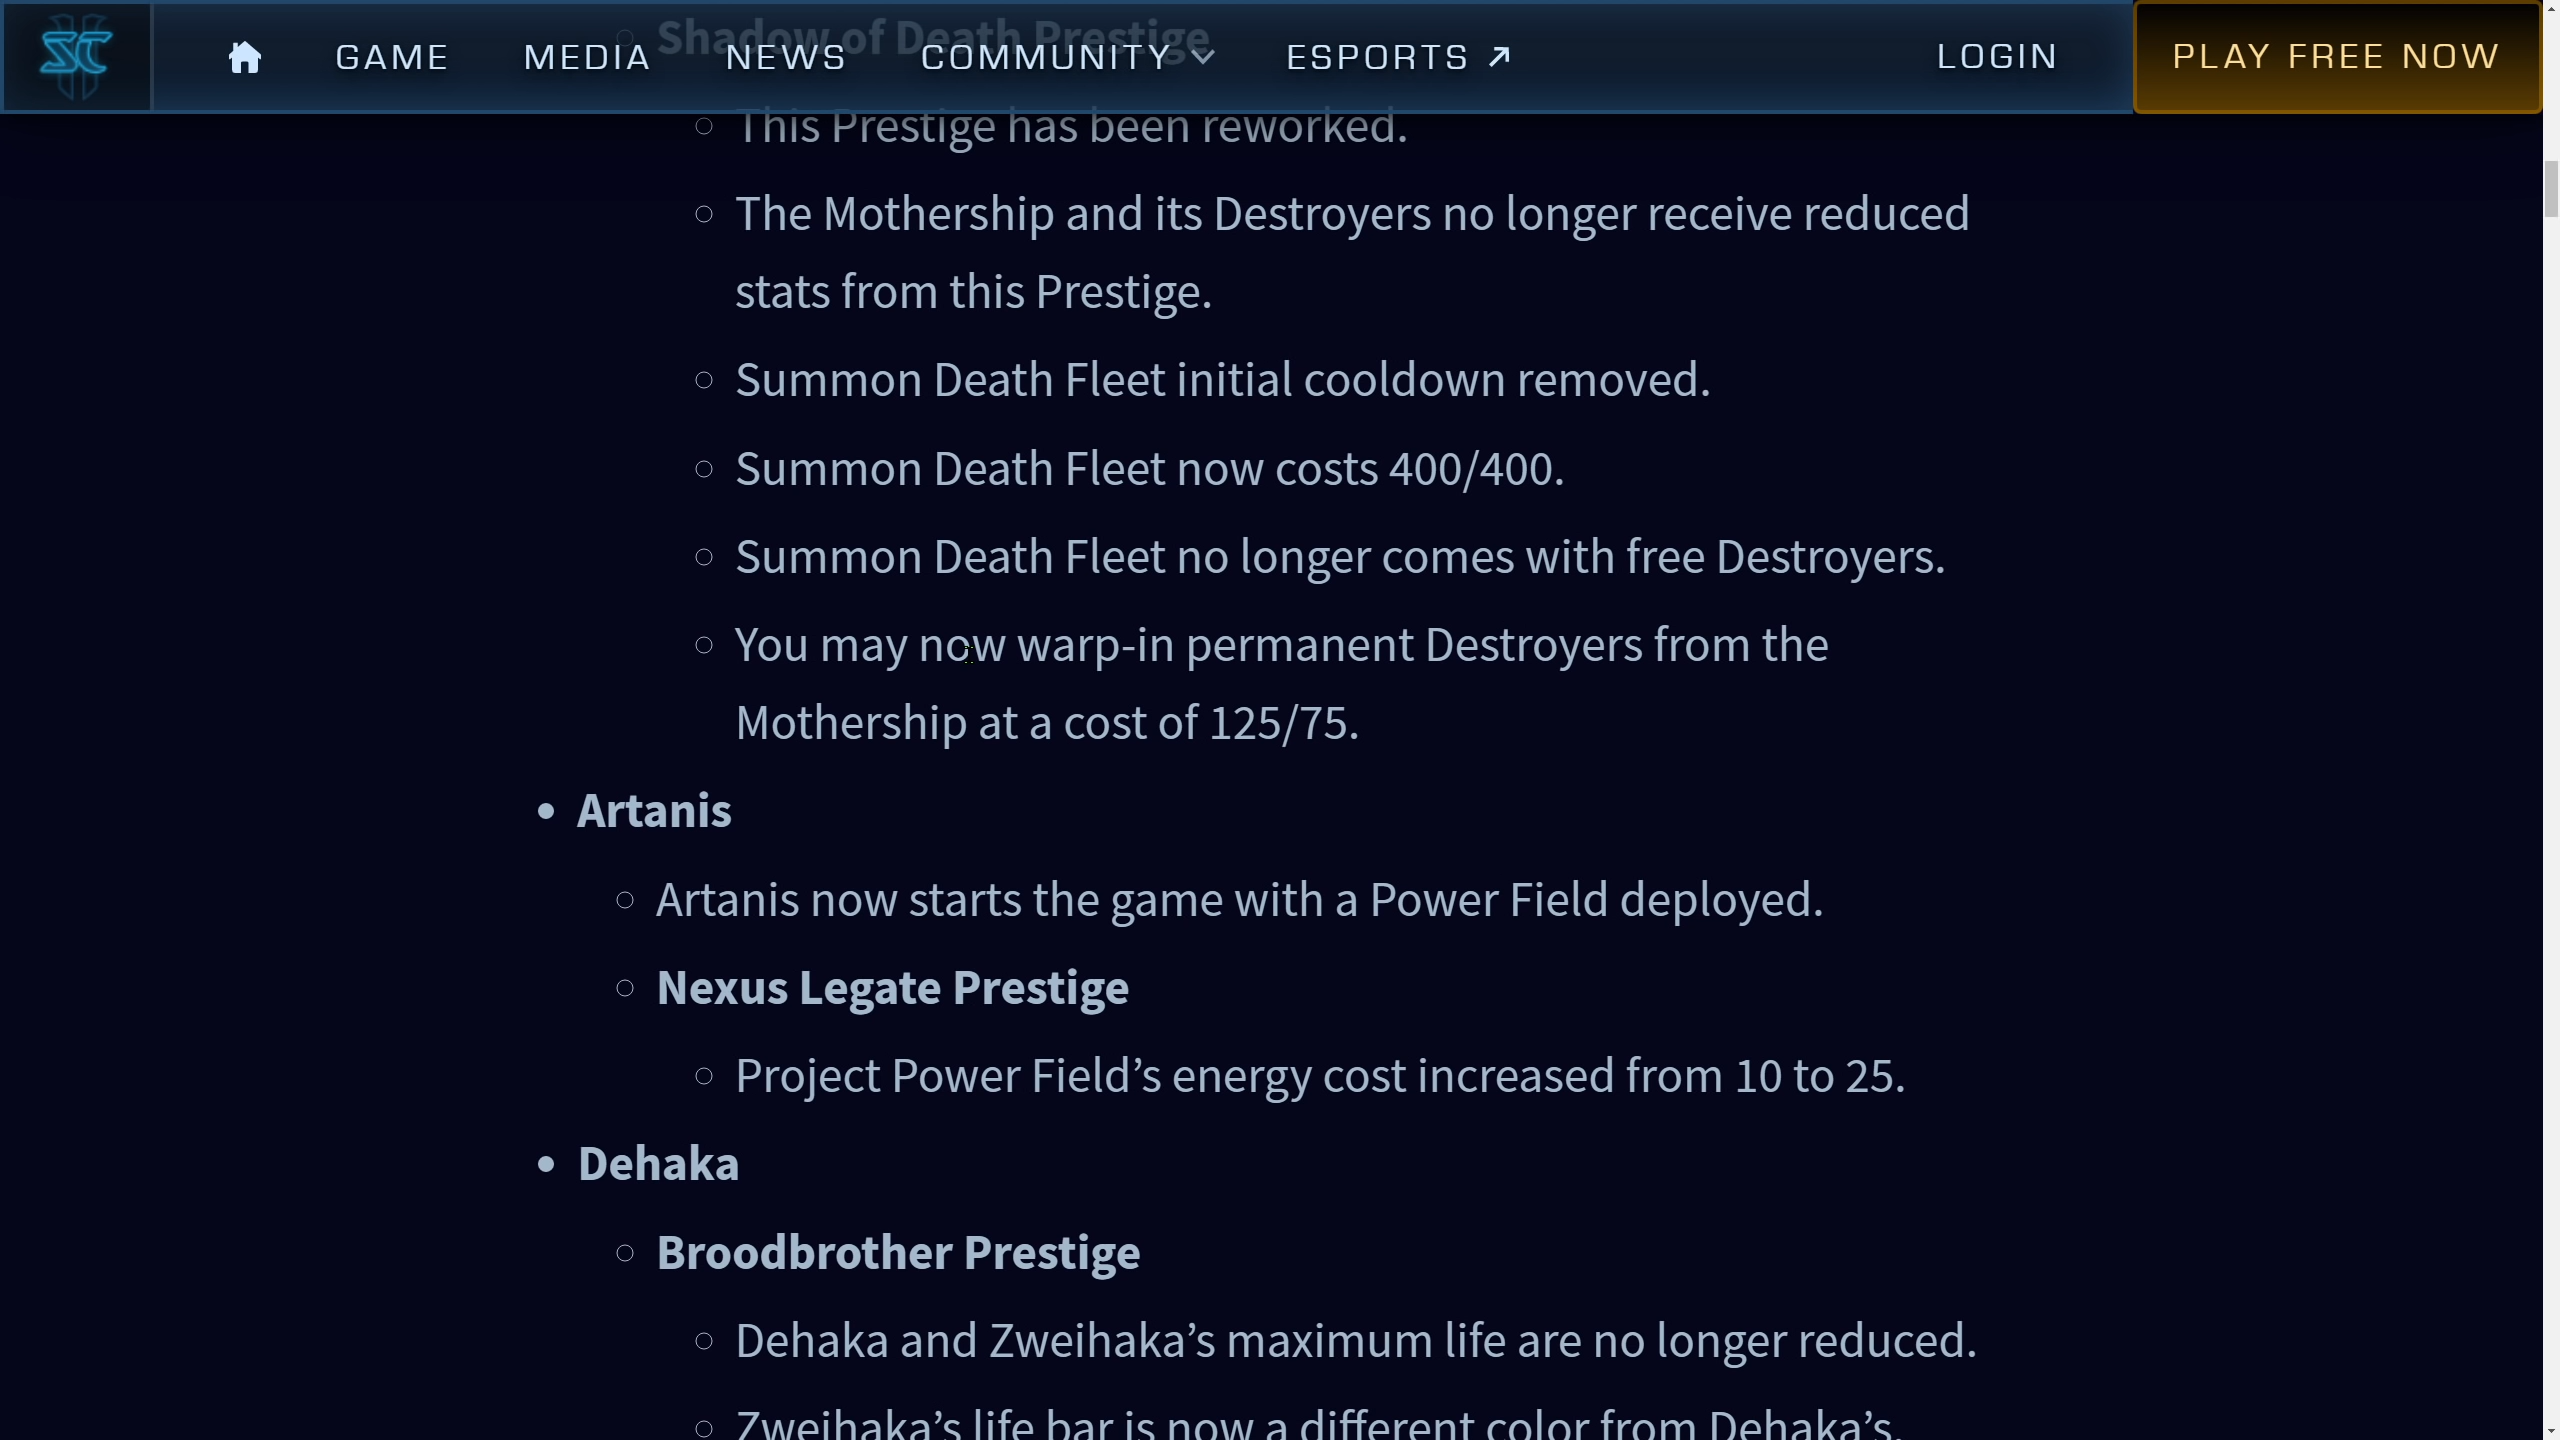 Shadow of Death Prestige
GAME MEDIA NEWS COMMUNITY ESPORTS LOGIN PLAY FREE NOW
This Prestige has been reworked.
The Mothership and its Destroyers no longer receive reduced
stats from this Prestige.
Summon Death Fleet initial cooldown removed.
Summon Death Fleet now costs 400/400.
Summon Death Fleet no longer comes with free Destroyers.
You may now warp-in permanent Destroyers from the
Mothership at a cost of 125/75.
Artanis
Artanis now starts the game with a Power Field deployed.
Nexus Legate Prestige
Project Power Field’s energy cost increased from 10 to 25.
Dehaka
Broodbrother Prestige
Dehaka and Zweihaka’s maximum life are no longer reduced.
Zweihaka’s life bar is now a different color from Dehaka’s.